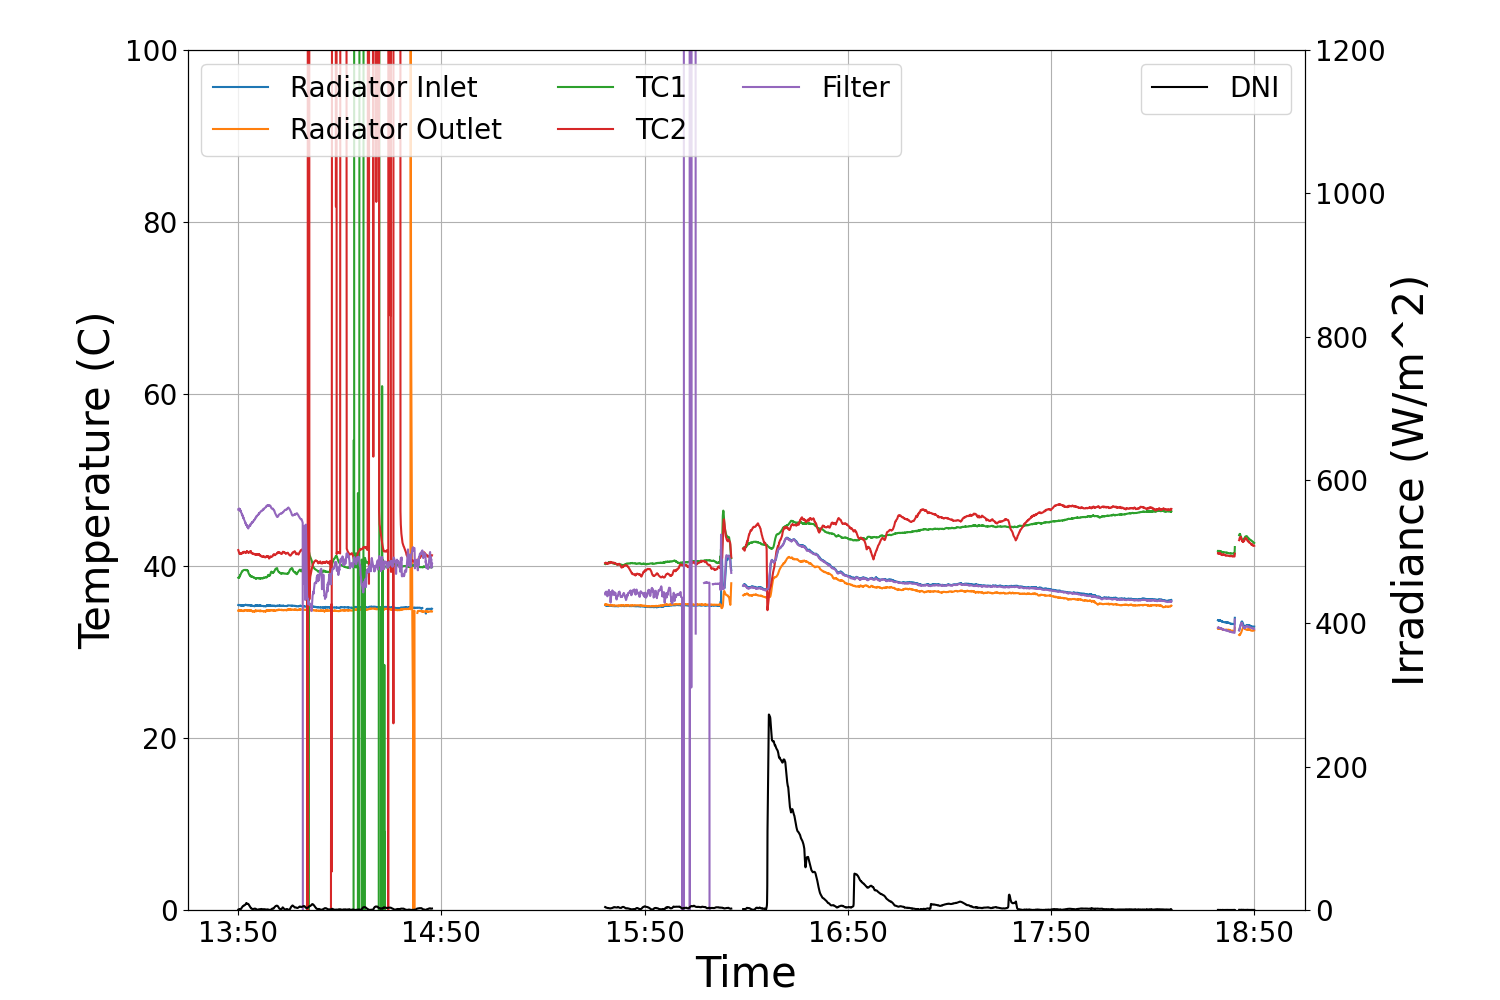 Radiator Inlet
Radiator Outlet
TC1
TC2
Filter
DNI
Temperature (C)
100
80
60
40
20
0
1200
1000
800
600
400
200
0
Irradiance (W/m^2)
13:50 14:50 15:50 16:50 17:50 18:50
Time